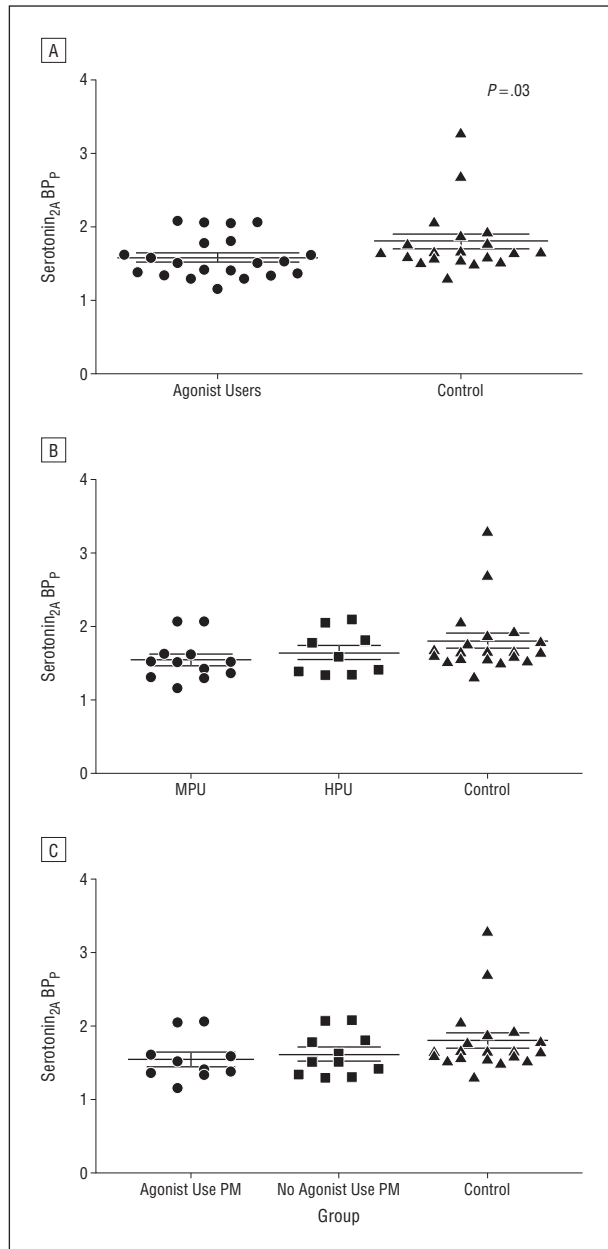 A
4
P=.03
3
Serotonin2A BPP
2
1
0
Agonist Users Control
B
4
3
Serotonin2A BPP
2
1
0
MPU HPU Control
C
4
3
Serotonin2A BPP
2
1
0
Agonist Use PM No Agonist Use PM Control
Group